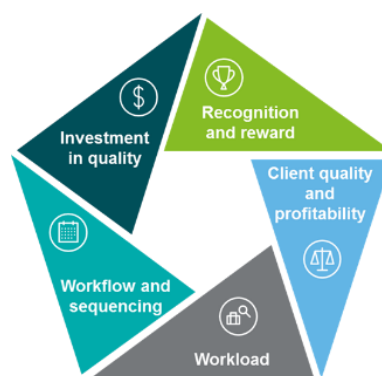 Recognition
and reward
Investment
in quality
Client quality
and
profitability
Workflow and
sequencing
Workload
$